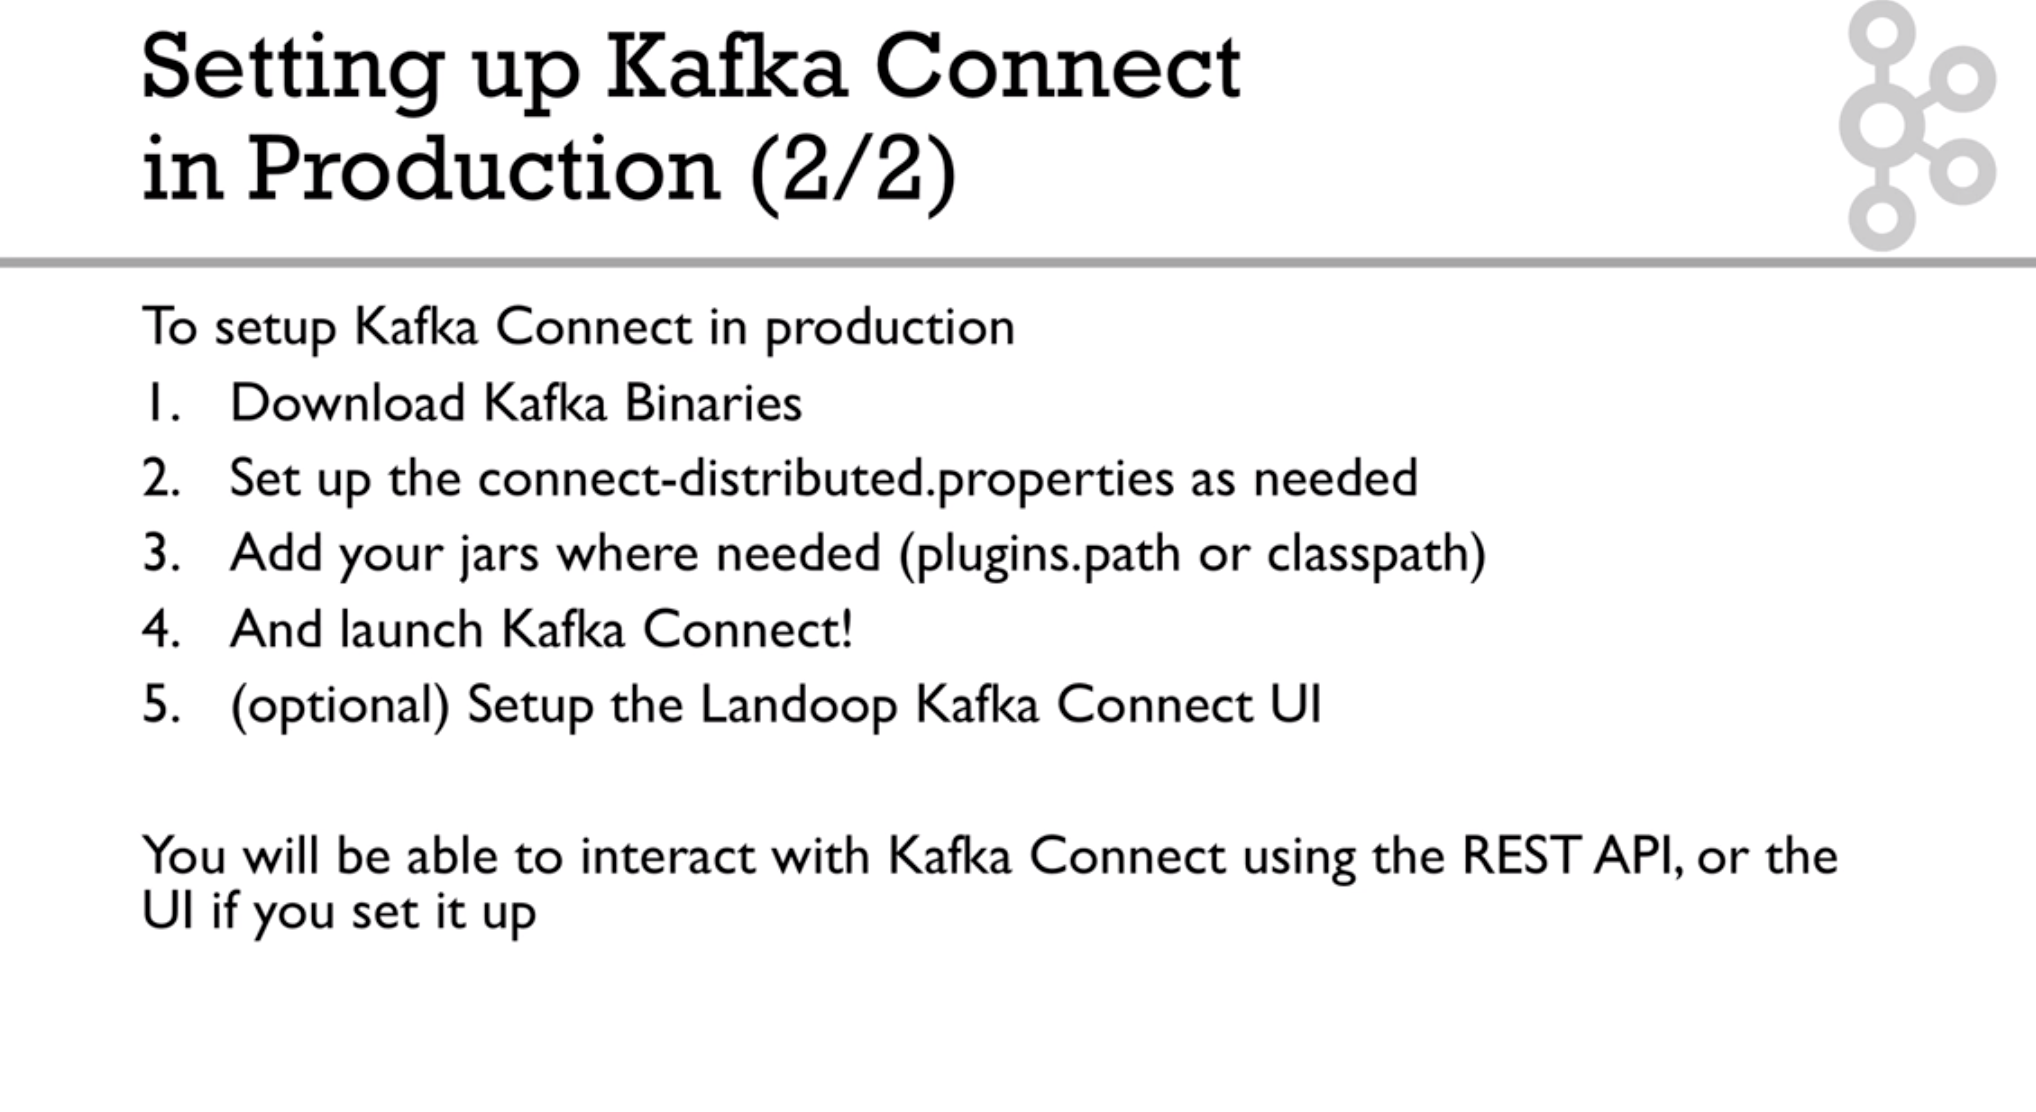 Setting up Kafka Connect
in Production (2/2)
To setup Kafka Connect in production
1. Download Kafka Binaries
2. Set up the connect-distributed.properties as needed
3. Add your jars where needed (plugins.path or classpath)
4. And launch Kafka Connect!
5. (optional) Setup the Landoop Kafka Connect UI
You will be able to interact with Kafka Connect using the REST API, or the
UI if you set it up